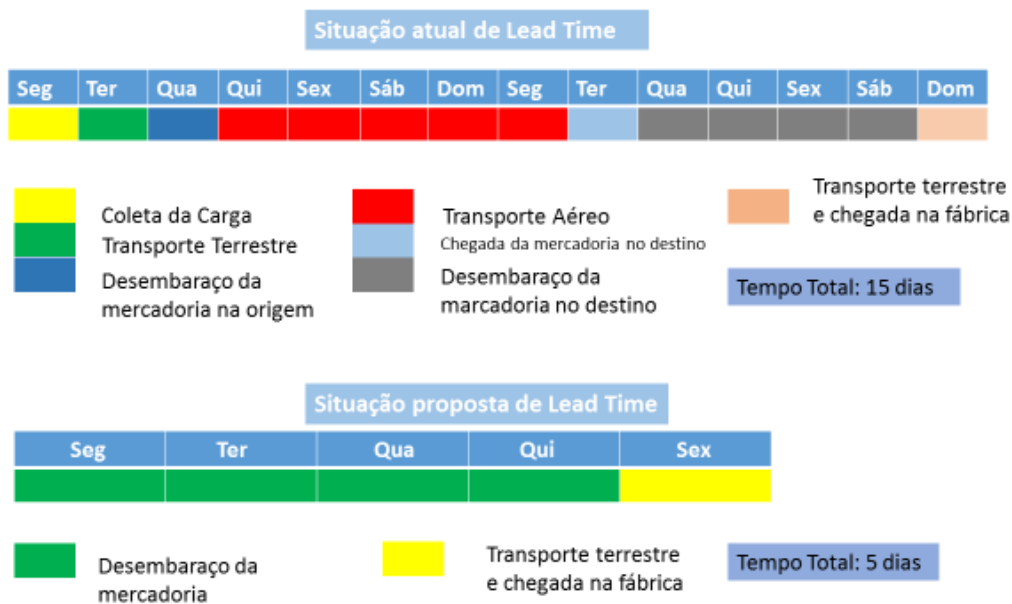 Situação atual de Lead Time
Seg Ter Qua Qui Sex Sáb Dom Seg Ter Qua Qui Sex Sáb Dom
Coleta da Carga
Transporte Terrestre
Desembaraço da
mercadoria na origem
Transporte Aéreo
Chegada da mercadoria no destino
Desembaraço da
marcadoria no destino
Transporte terrestre
e chegada na fábrica
Tempo Total: 15 dias
Situação proposta de Lead Time
Seg Ter Qua Qui Sex
Desembaraço da
mercadoria
Transporte terrestre
e chegada na fábrica
Tempo Total: 5 dias